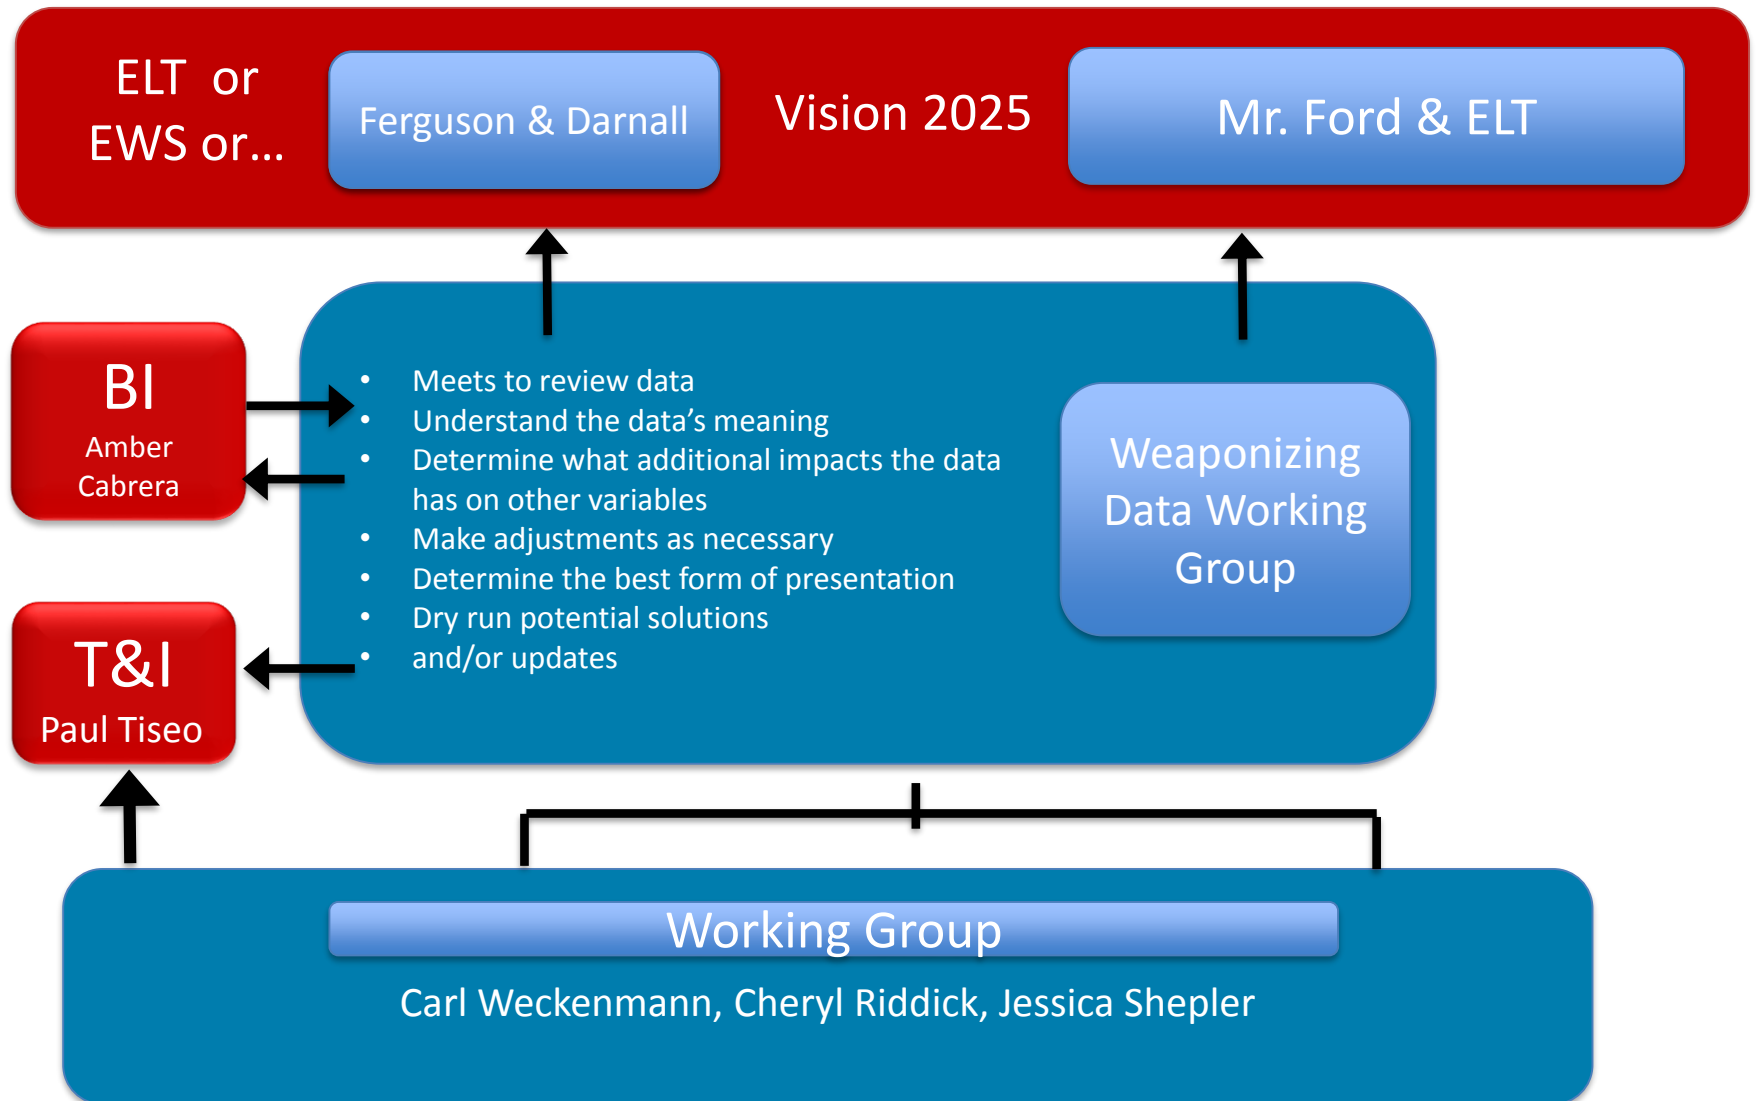 ELT  or
EWS or…
Ferguson & Darnall
Vision 2025
Mr. Ford & ELT
BI
Amber
Cabrera
• Meets to review data
• Understand the data’s meaning
• Determine what additional impacts the data
has on other variables
• Make adjustments as necessary
• Determine the best form of presentation
• Dry run potential solutions
• and/or updates
Weaponizing
Data Working
Group
T&I
Paul Tiseo
Working Group
Carl Weckenmann, Cheryl Riddick, Jessica Shepler